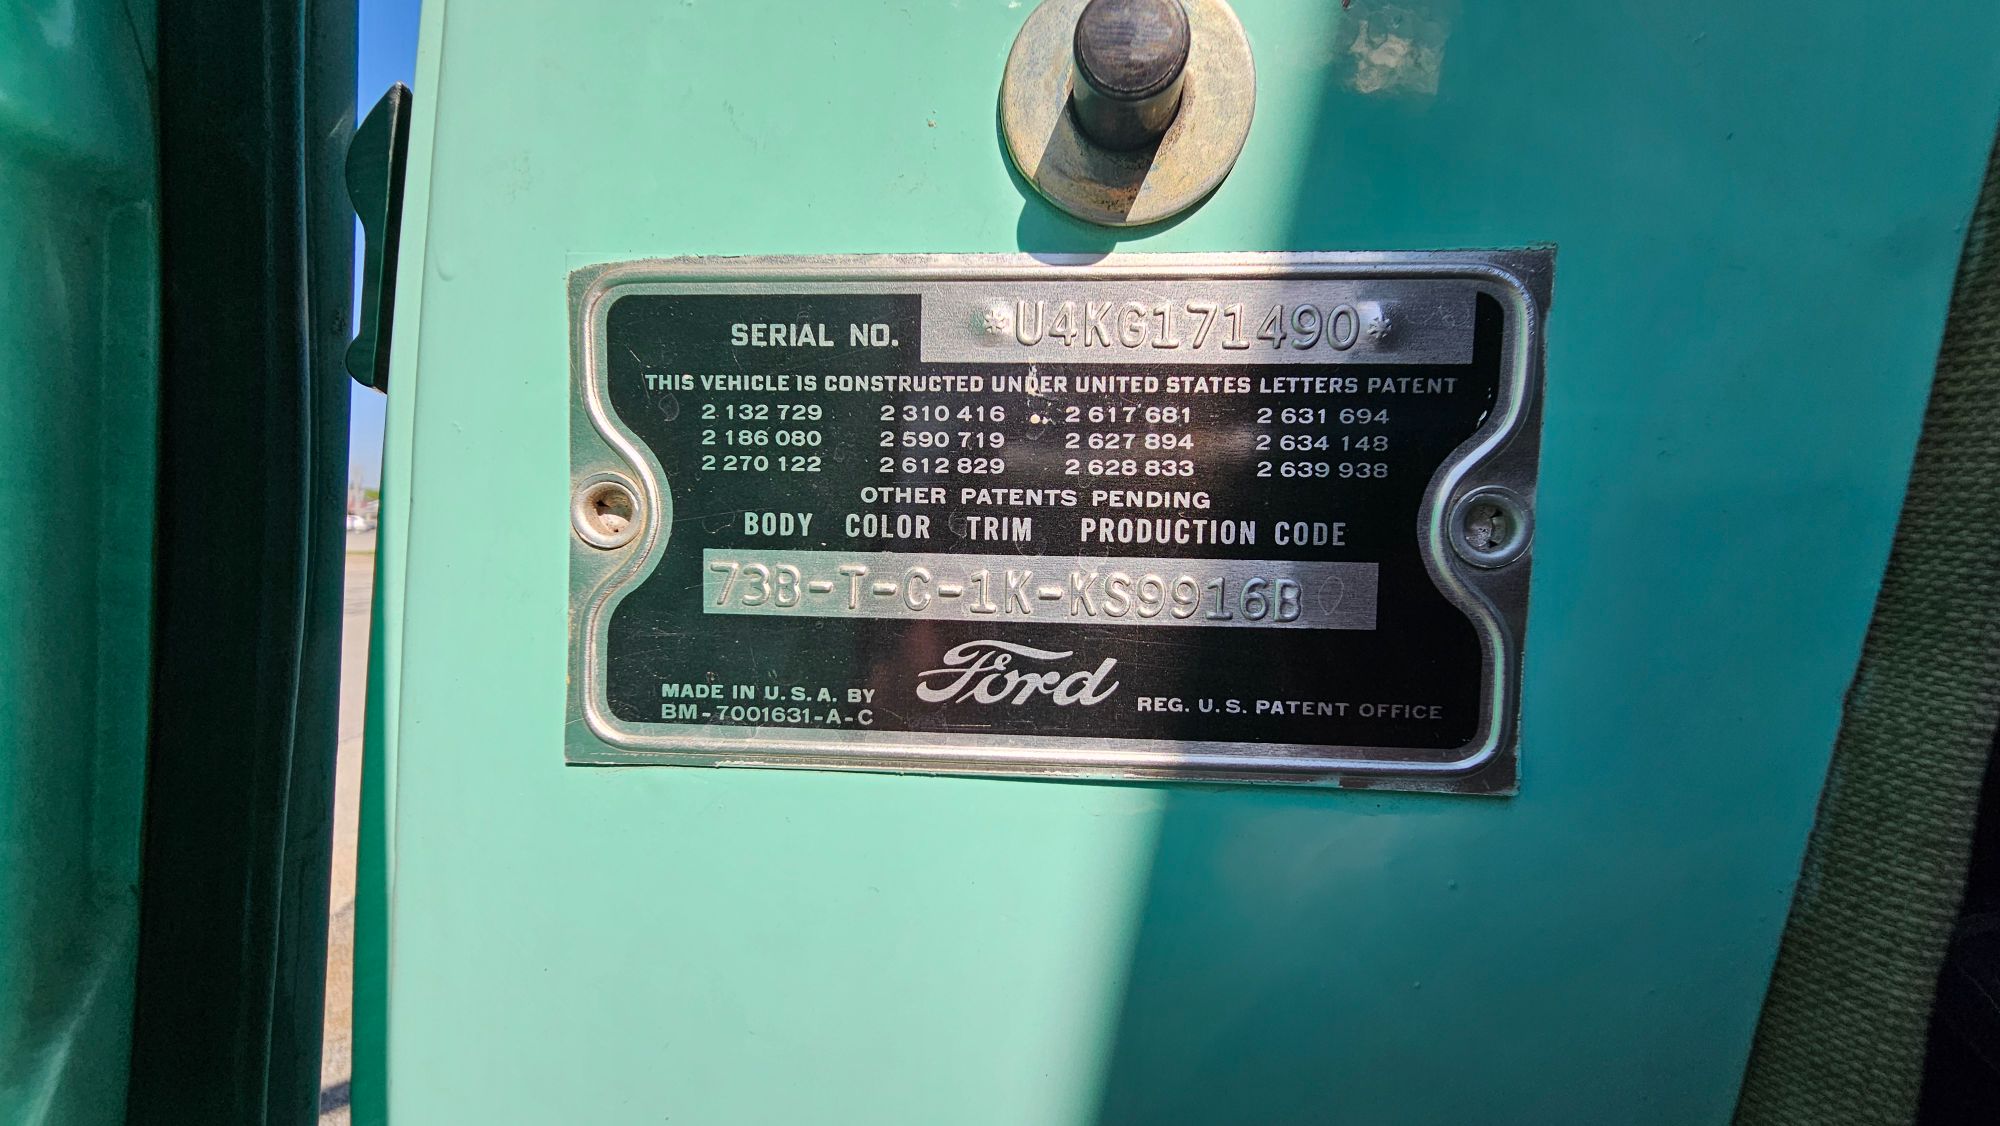 SERIAL NO. *U4KG171490*
THIS VEHICLE IS CONSTRUCTED UNDER UNITED STATES LETTERS PATENT
2 132 729 2 310 416 2 617 681 2 631 694
2 186 080 2 590 719 2 627 894 2 634 148
2 270 122 2 612 829 2 628 833 2 639 938
OTHER PATENTS PENDING
BODY COLOR TRIM PRODUCTION CODE
73B-T-C-1K-KS9916B
MADE IN U.S.A. BY Ford REG. U.S. PATENT OFFICE
BM-7001631-A-C